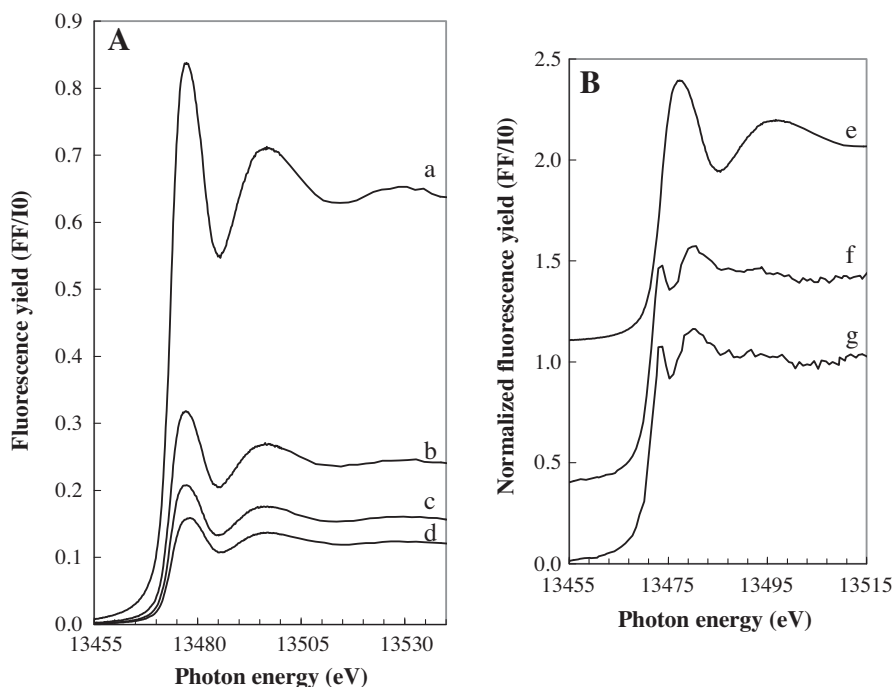 A
0.9
0.8
0.7
0.6
0.5
0.4
0.3
0.2
0.1
0.0
Fluorescence yield (FF/I0)
a
b
c
d
13455
13480
13505
13530
Photon energy (eV)
B
2.5
2.0
1.5
1.0
0.5
0.0
Normalized fluorescence yield (FF/I0)
e
f
g
13455
13475
13495
13515
Photon energy (eV)